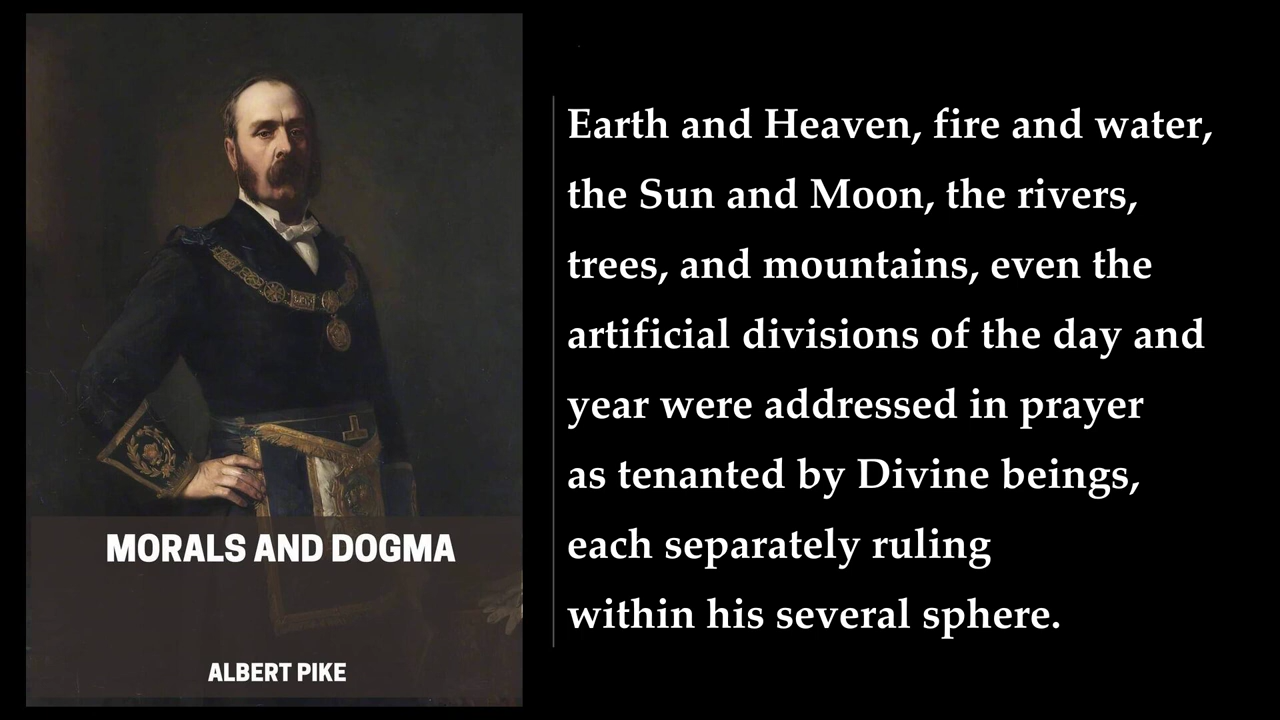 MORALS AND DOGMA
ALBERT PIKE
Earth and Heaven, fire and water,
the Sun and Moon, the rivers,
trees, and mountains, even the
artificial divisions of the day and
year were addressed in prayer
as tenanted by Divine beings,
each separately ruling
within his several sphere.